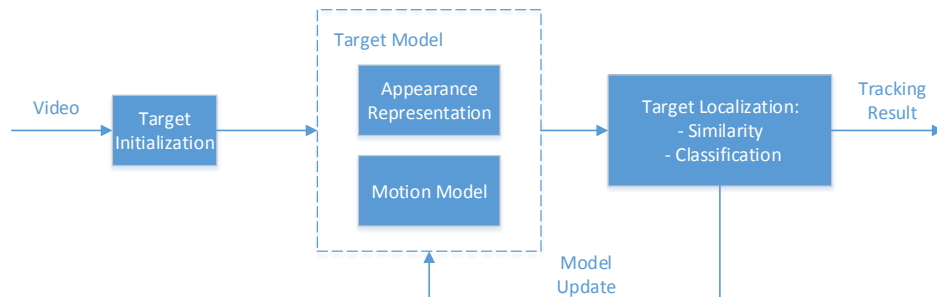 Video
Target
Initialization
Target Model
Appearance
Representation
Motion Model
Target Localization:
- Similarity
- Classification
Tracking
Result
Model
Update